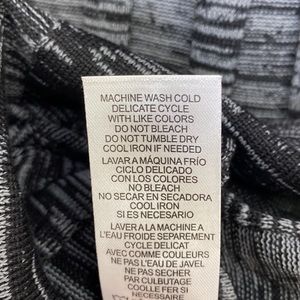 MACHINE WASH COLD
DELICATE CYCLE
WITH LIKE COLORS
DO NOT BLEACH
DO NOT TUMBLE DRY
COOL IRON IF NEEDED
LAVAR A MÁQUINA FRÍO
CICLO DELICADO
CON LOS COLORES
NO BLEACH
NO SECAR EN SECADORA
COOL IRON
SI ES NECESARIO
LAVER A LA MACHINE A
L'EAU FROIDE SEPAREMENT
CYCLE DELICAT
AVEC COMME COULEURS
NE PAS D'EAU DE JAVEL
NE PAS SECHER
PAR CULBUTAGE
COOLLE FER SI
NECESSAIRE